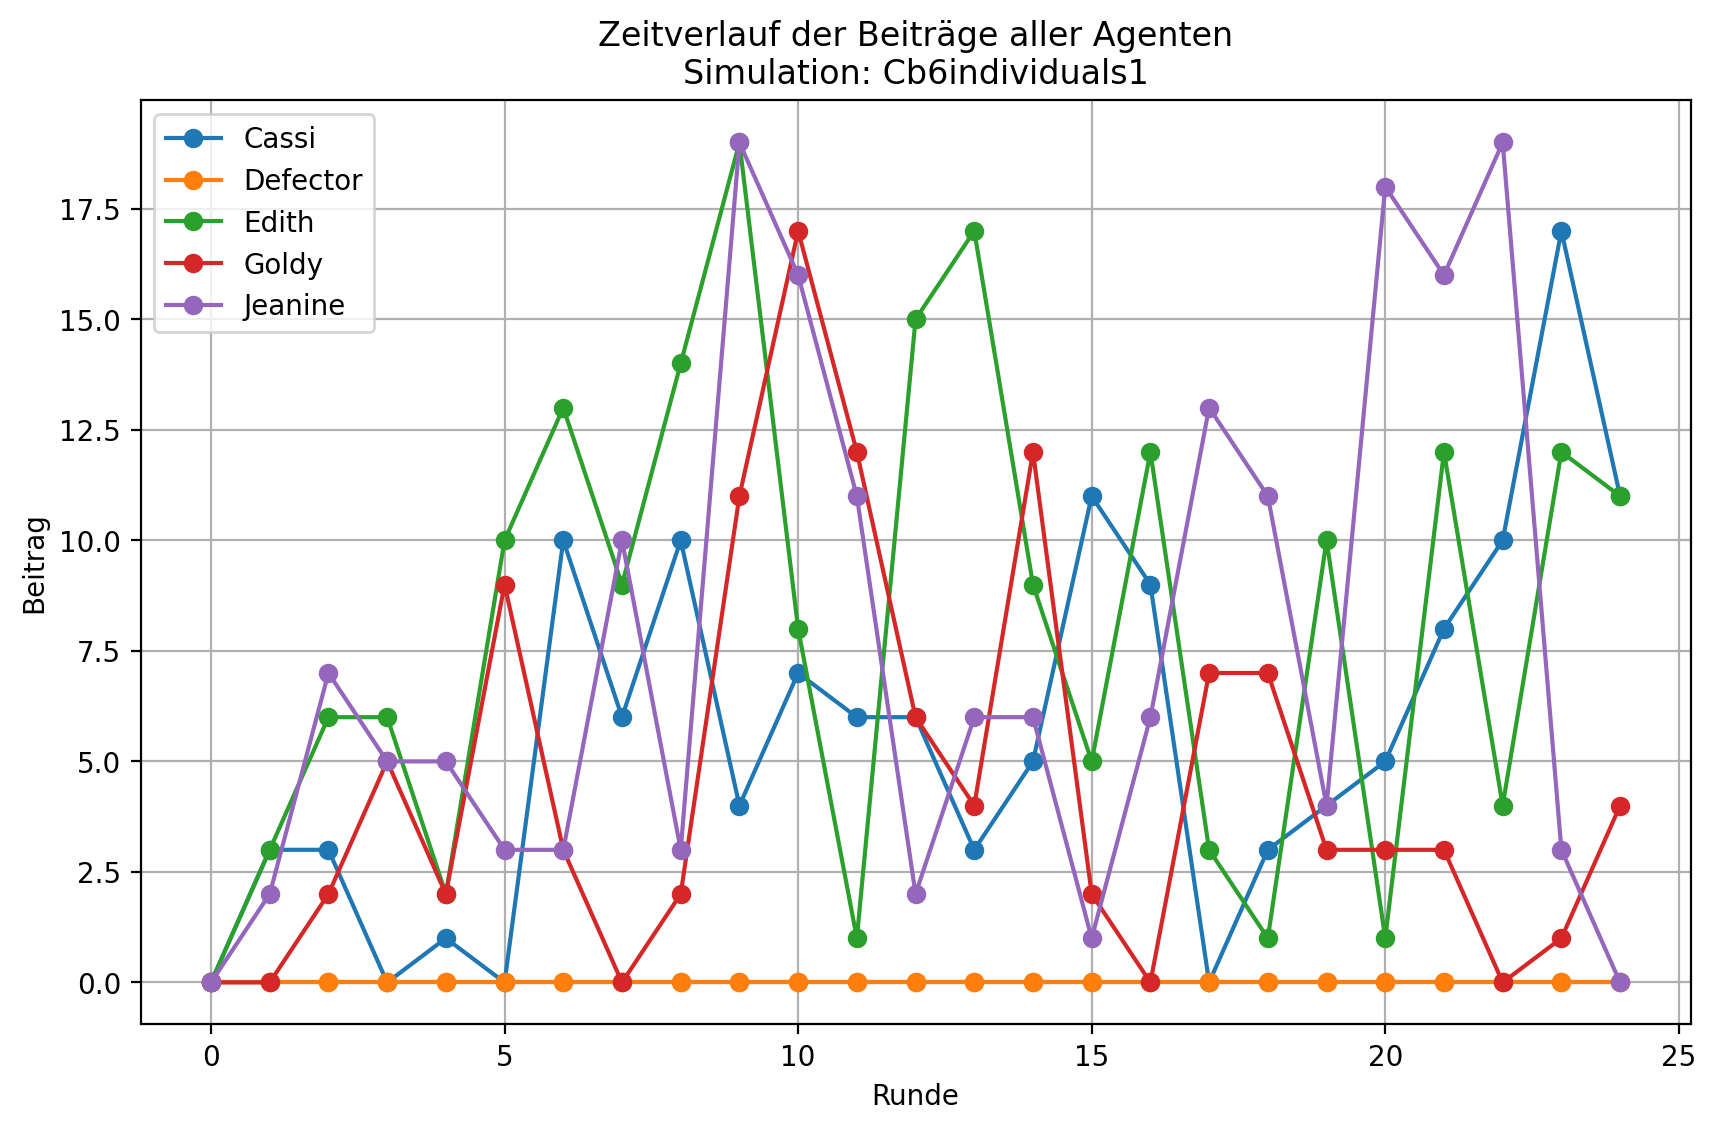 Zeitverlauf der Beiträge aller Agenten
Simulation: Cb6individuals1
Cassi
Defector
Edith
Goldy
Jeanine
17.5
15.0
12.5
10.0
7.5
5.0
2.5
0.0
Beitrag
0 5 10 15 20 25
Runde